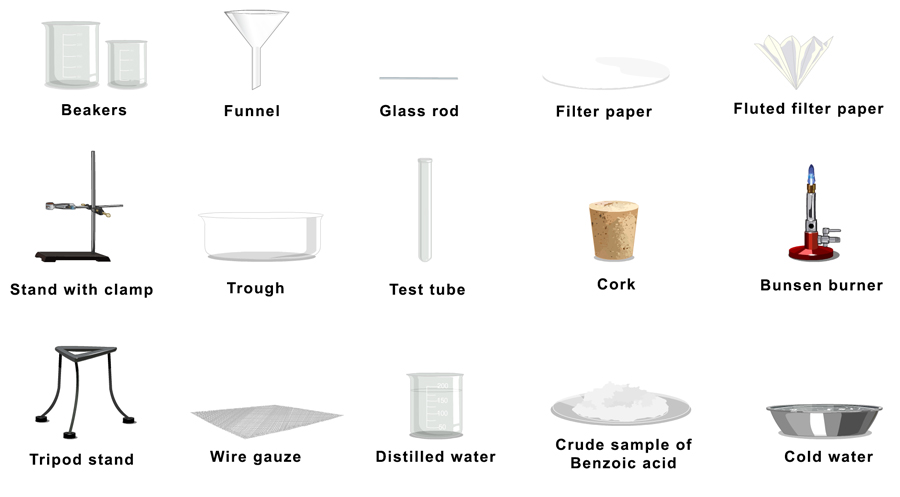 Beakers
Funnel
Glass rod
Filter paper
Fluted filter paper
Stand with clamp
Trough
Test tube
Cork
Bunsen burner
Tripod stand
Wire gauze
200
Distilled water
Crude sample of
Benzoic acid
Cold water